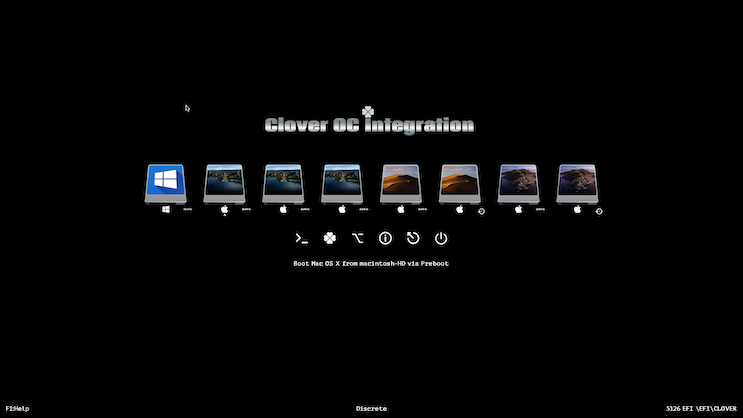 Clover OC Integration
Boot Mac OS X from macintosh-HD via Preboot
F1:Help
Discrete
5126 EFI \EFI\CLOVER